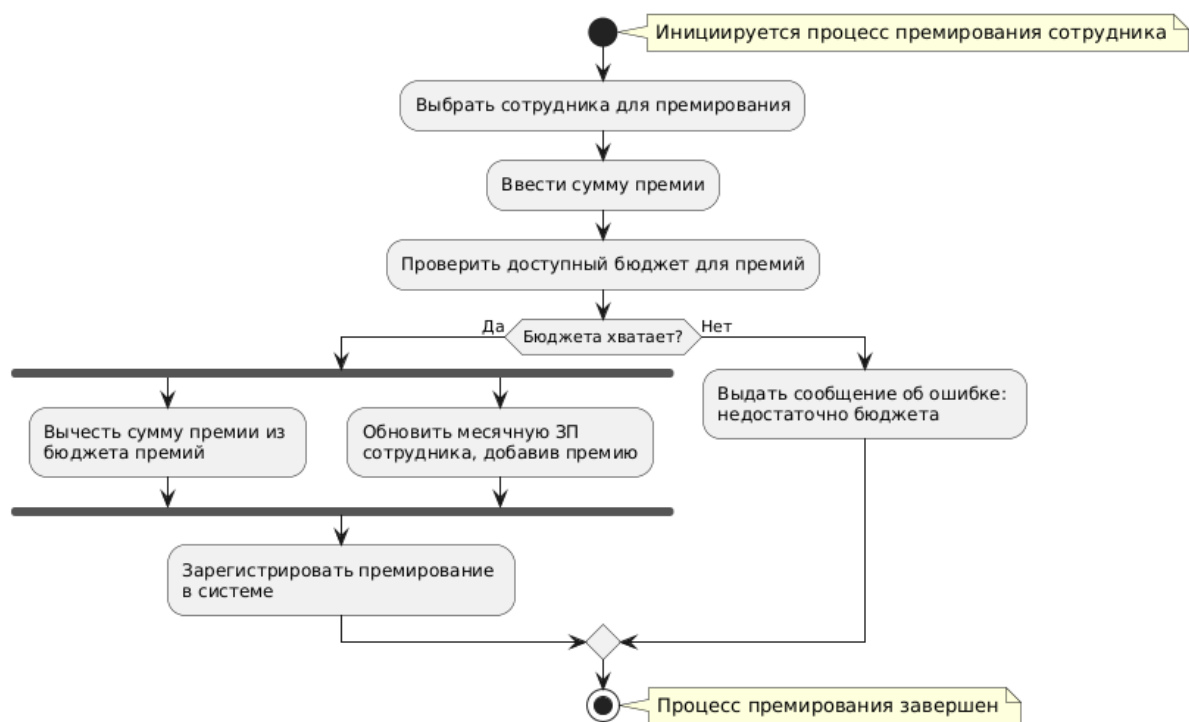 Инициируется процесс премирования сотрудника
Выбрать сотрудника для премирования
Ввести сумму премии
Проверить доступный бюджет для премий
Да
Бюджета хватает?
Нет
Вычесть сумму премии из
бюджета премий
Обновить месячную ЗП
сотрудника, добавив премию
Выдать сообщение об ошибке:
недостаточно бюджета
Зарегистрировать премирование
в системе
Процесс премирования завершен